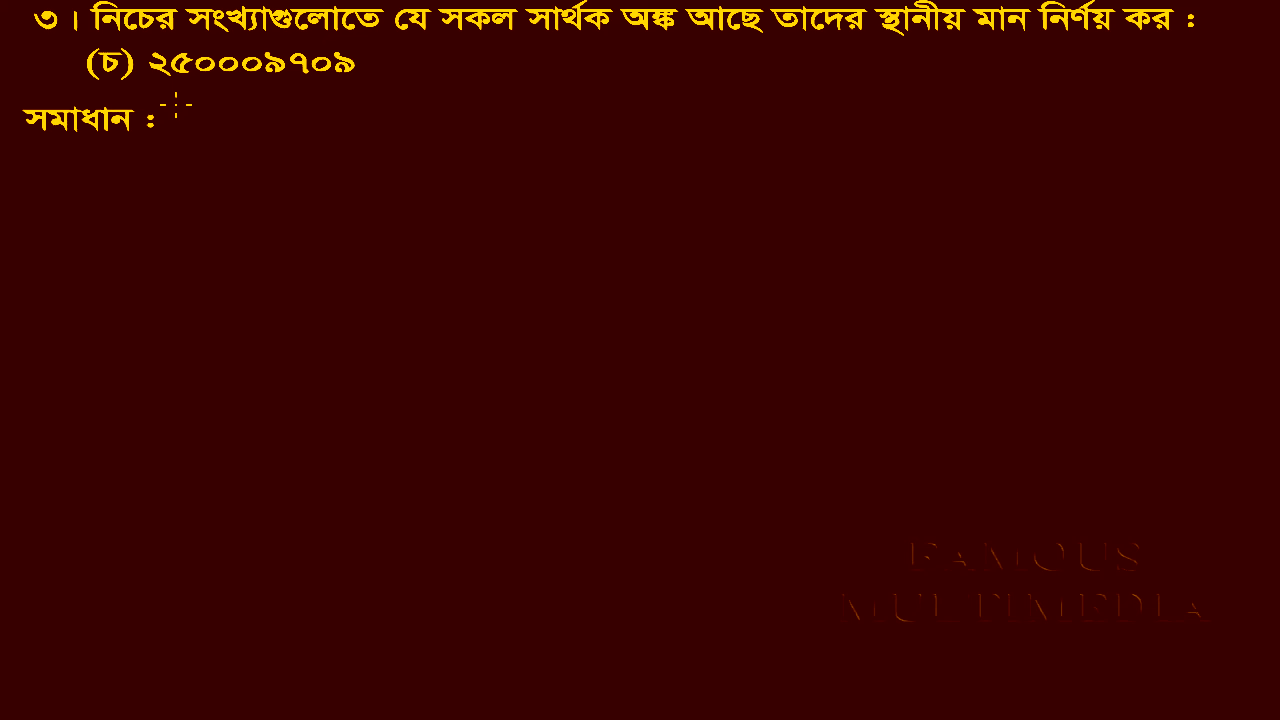 ৩। নিচের সংখ্যাগুলোতে যে সকল সার্থক অঙ্ক আছে তাদের স্থানীয় মান নির্ণয় কর :
(চ) ২৫০০০৯৭০৯
সমাধান :
FAMOUS
MULTIMEDIA